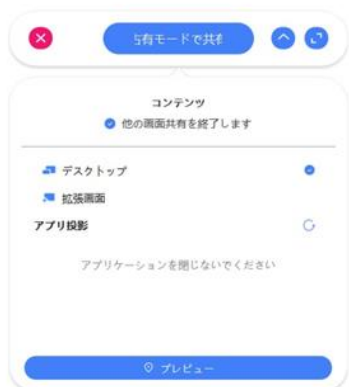 占有モードで共有
コンテンツ
他の画面共有を終了します
デスクトップ
拡張画面
アプリ投影
アプリケーションを閉じないでください
プレビュー